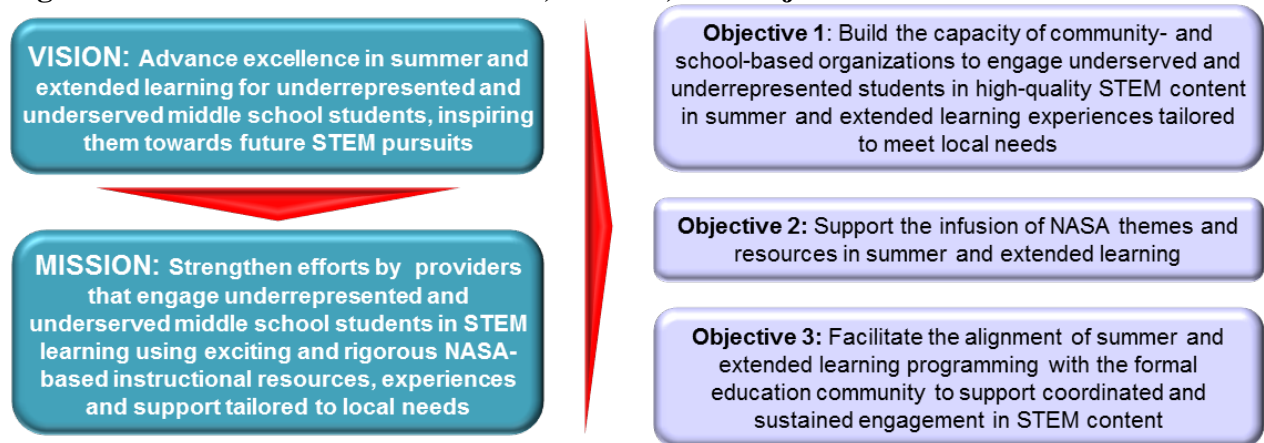 VISION: Advance excellence in summer and
extended learning for underrepresented and
underserved middle school students, inspiring
them towards future STEM pursuits
MISSION: Strengthen efforts by providers
that engage underrepresented and
underserved middle school students in STEM
learning using exciting and rigorous NASA-
based instructional resources, experiences
and support tailored to local needs
Objective 1: Build the capacity of community- and
school-based organizations to engage underserved and
underrepresented students in high-quality STEM content
in summer and extended learning experiences tailored
to meet local needs
Objective 2: Support the infusion of NASA themes and
resources in summer and extended learning
Objective 3: Facilitate the alignment of summer and
extended learning programming with the formal
education community to support coordinated and
sustained engagement in STEM content